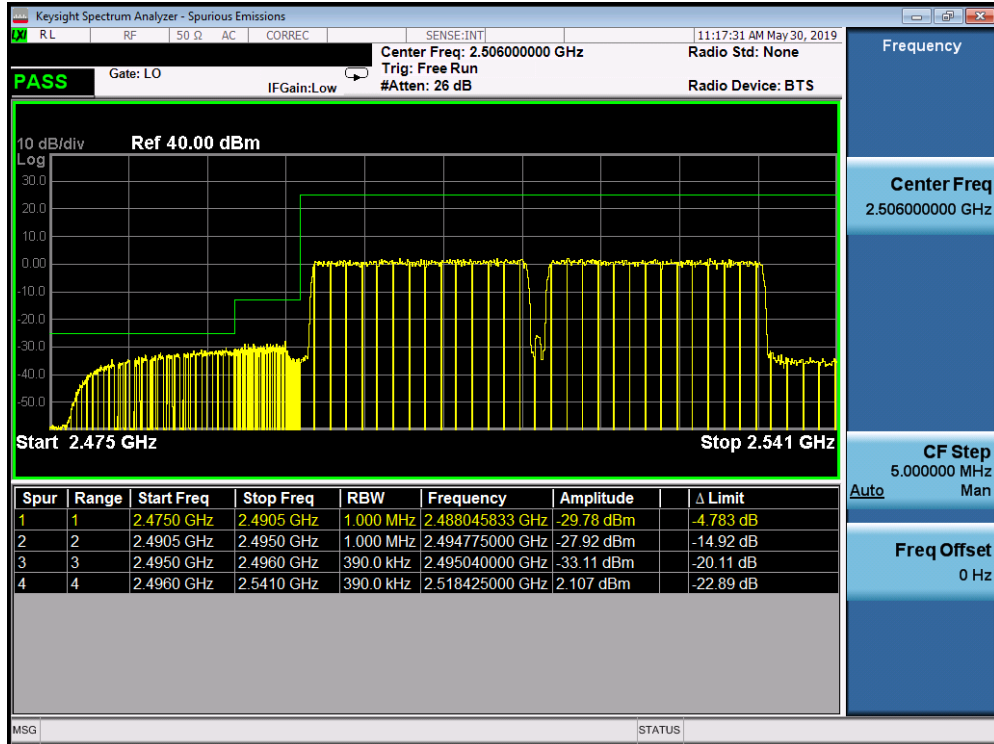 Keysight Spectrum Analyzer - Spurious Emissions
LXI RL RF 50 Ω AC CORREC SENSE:INT 11:17:31 AM May 30, 2019
Center Freq: 2.506000000 GHz Radio Std: None
Gate: LO Trig: Free Run
PASS IFGain:Low #Atten: 26 dB Radio Device: BTS
Frequency
10 dB/div Ref 40.00 dBm
Log
30.0
20.0
10.0
0.00
-10.0
-20.0
-30.0
-40.0
-50.0
Start 2.475 GHz Stop 2.541 GHz
Center Freq
2.506000000 GHz
CF Step
5.000000 MHz
Auto Man
Freq Offset
0 Hz
Spur Range Start Freq Stop Freq RBW Frequency Amplitude Δ Limit
1 1 2.4750 GHz 2.4905 GHz 1.000 MHz 2.488045833 GHz -29.78 dBm -4.783 dB
2 2 2.4905 GHz 2.4950 GHz 1.000 MHz 2.494775000 GHz -27.92 dBm -14.92 dB
3 3 2.4950 GHz 2.4960 GHz 390.0 kHz 2.495040000 GHz -33.11 dBm -20.11 dB
4 4 2.4960 GHz 2.5410 GHz 390.0 kHz 2.518425000 GHz 2.107 dBm -22.89 dB
MSG STATUS